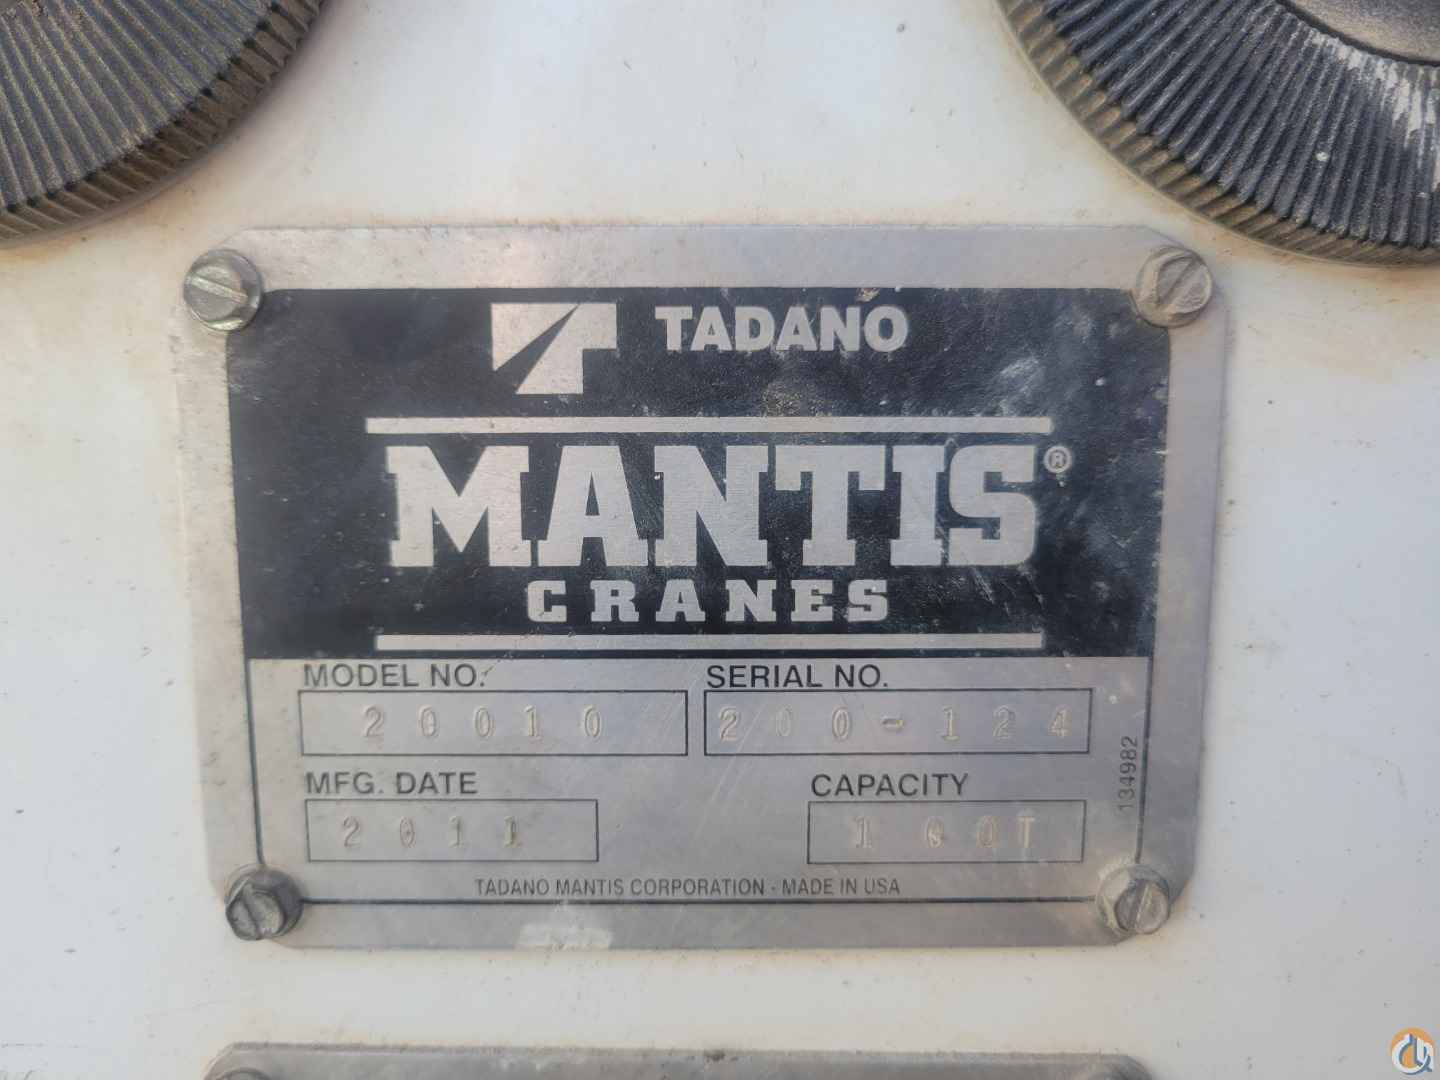 TADANO
MANTIS®
CRANES
MODEL NO. SERIAL NO.
20010 200-124
MFG. DATE CAPACITY
2011 100T
134982
TADANO MANTIS CORPORATION - MADE IN USA